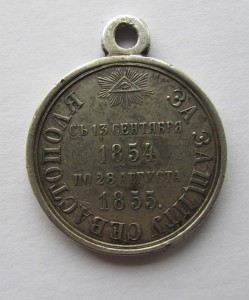 ЗА ЗАЩИТУ СЕВАСТОПОЛЯ
СЪ 13 СЕНТЯБРЯ
1854
ПО 28 АВГУСТА
1855.